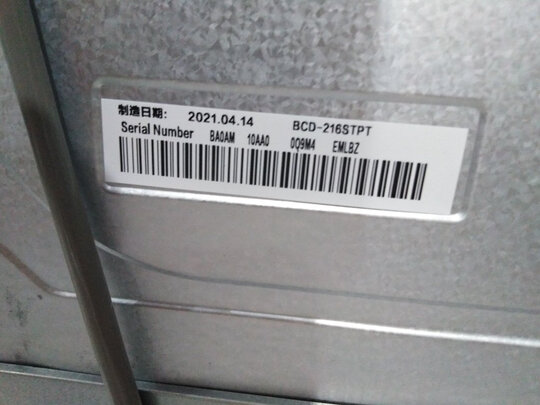 制造日期: 2021.04.14 BCD-216STPT
Serial Number BA0AM 10AA0 0Q9M4 EMLBZ